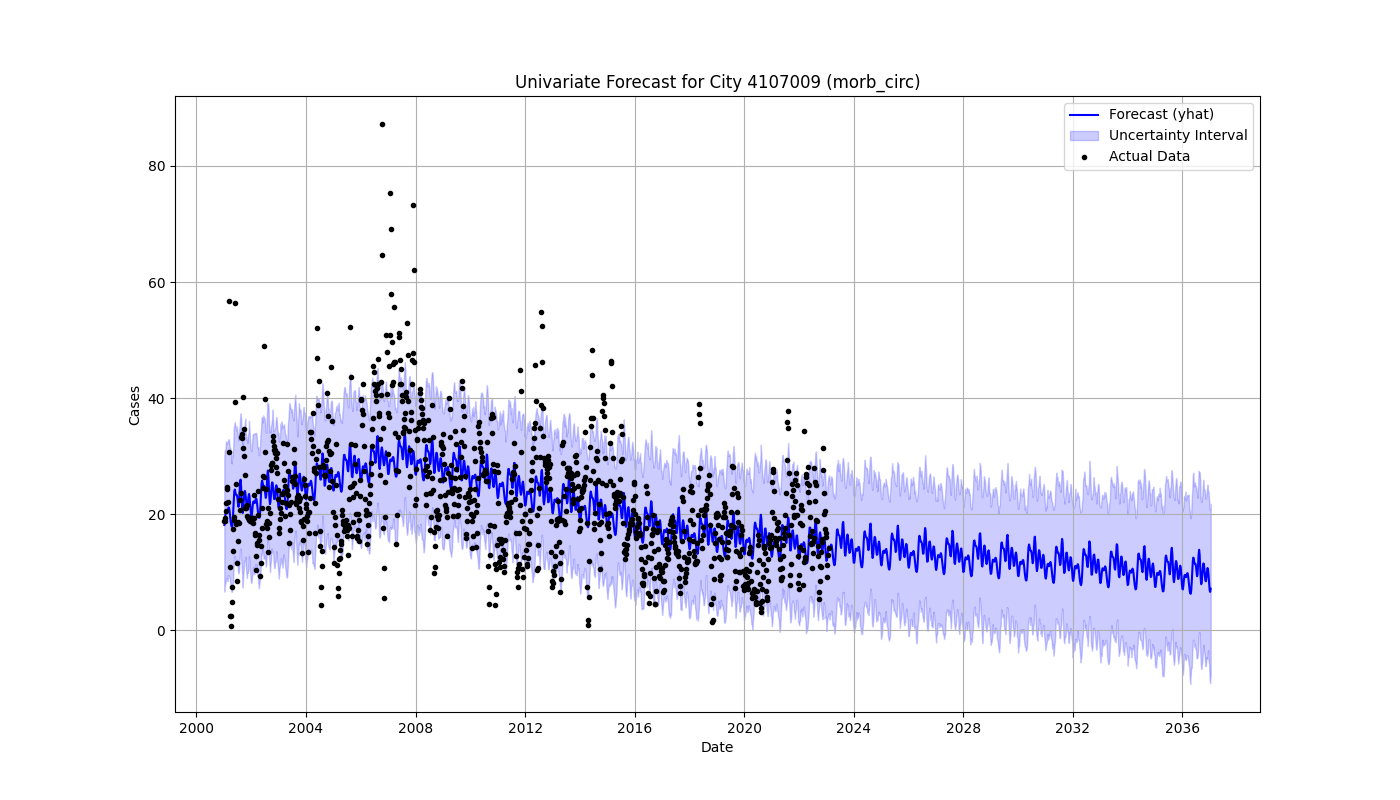 Univariate Forecast for City 4107009 (morb_circ)
Forecast (yhat)
Uncertainty Interval
Actual Data
Cases
80
60
40
20
0
2000 2004 2008 2012 2016 2020 2024 2028 2032 2036
Date